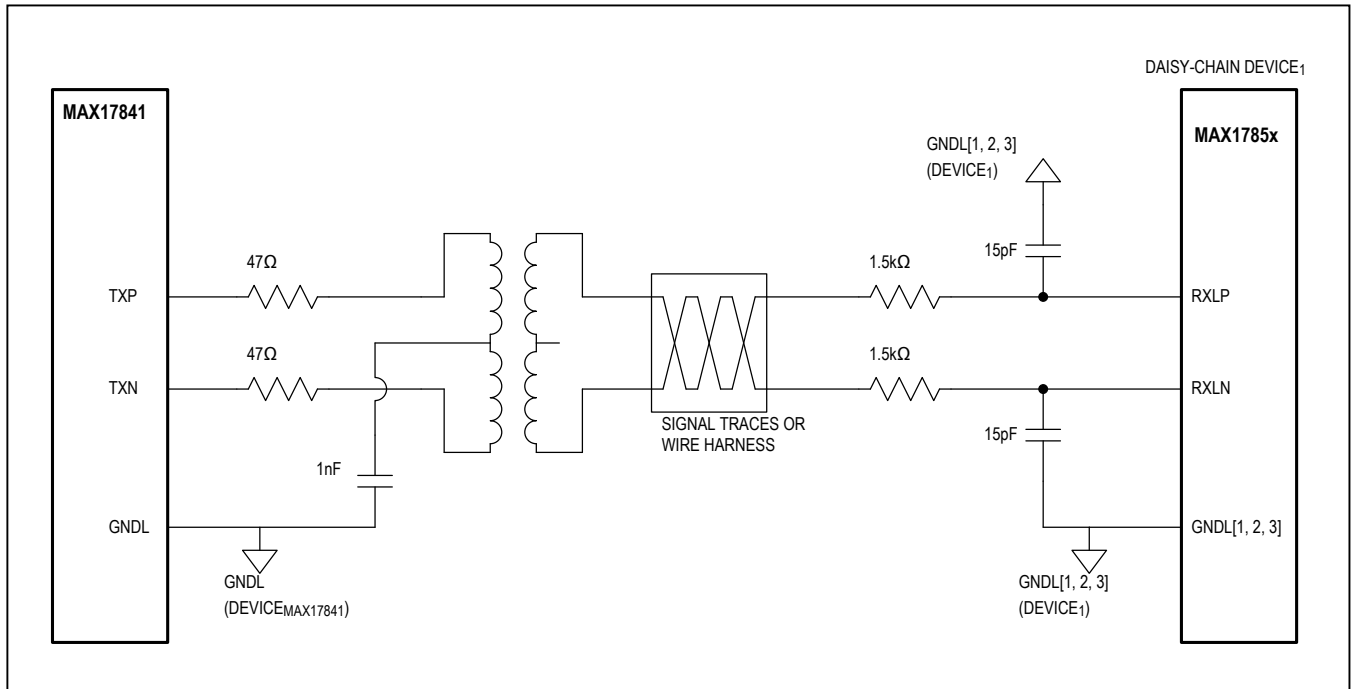 DAISY-CHAIN DEVICE1
MAX17841
MAX1785x
GNDL[1, 2, 3]
(DEVICE1)
15pF
47Ω
1.5kΩ
TXP
RXLP
47Ω
1.5kΩ
TXN
RXLN
SIGNAL TRACES OR
WIRE HARNESS
15pF
1nF
GNDL
GNDL[1, 2, 3]
GNDL
(DEVICEMAX17841)
GNDL[1, 2, 3]
(DEVICE1)